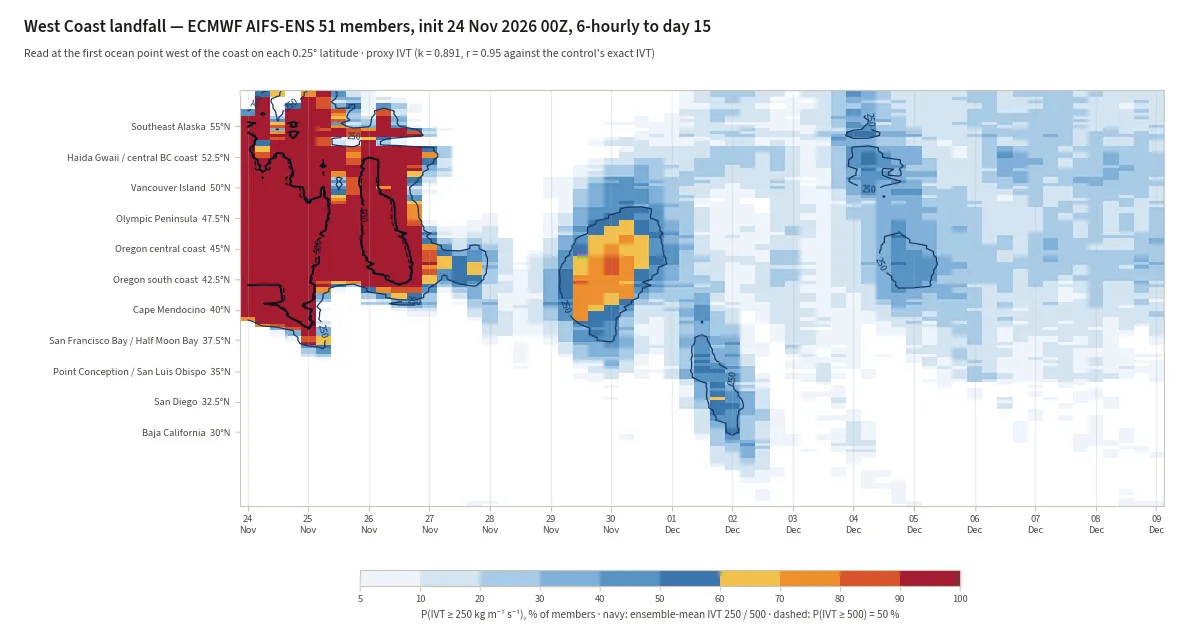 West Coast landfall — ECMWF AIFS-ENS 51 members, init 24 Nov 2026 00Z, 6-hourly to day 15
Read at the first ocean point west of the coast on each 0.25° latitude · proxy IVT (k = 0.891, r = 0.95 against the control's exact IVT)
Southeast Alaska 55°N
Haida Gwaii / central BC coast 52.5°N
Vancouver Island 50°N
Olympic Peninsula 47.5°N
Oregon central coast 45°N
Oregon south coast 42.5°N
Cape Mendocino 40°N
San Francisco Bay / Half Moon Bay 37.5°N
Point Conception / San Luis Obispo 35°N
San Diego 32.5°N
Baja California 30°N
250
250
250
250
250
250
250
250
24 Nov
25 Nov
26 Nov
27 Nov
28 Nov
29 Nov
30 Nov
01 Dec
02 Dec
03 Dec
04 Dec
05 Dec
06 Dec
07 Dec
08 Dec
09 Dec
5 10 20 30 40 50 60 70 80 90 100
P(IVT ≥ 250 kg m⁻¹ s⁻¹), % of members · navy: ensemble-mean IVT 250 / 500 · dashed: P(IVT ≥ 500) = 50 %